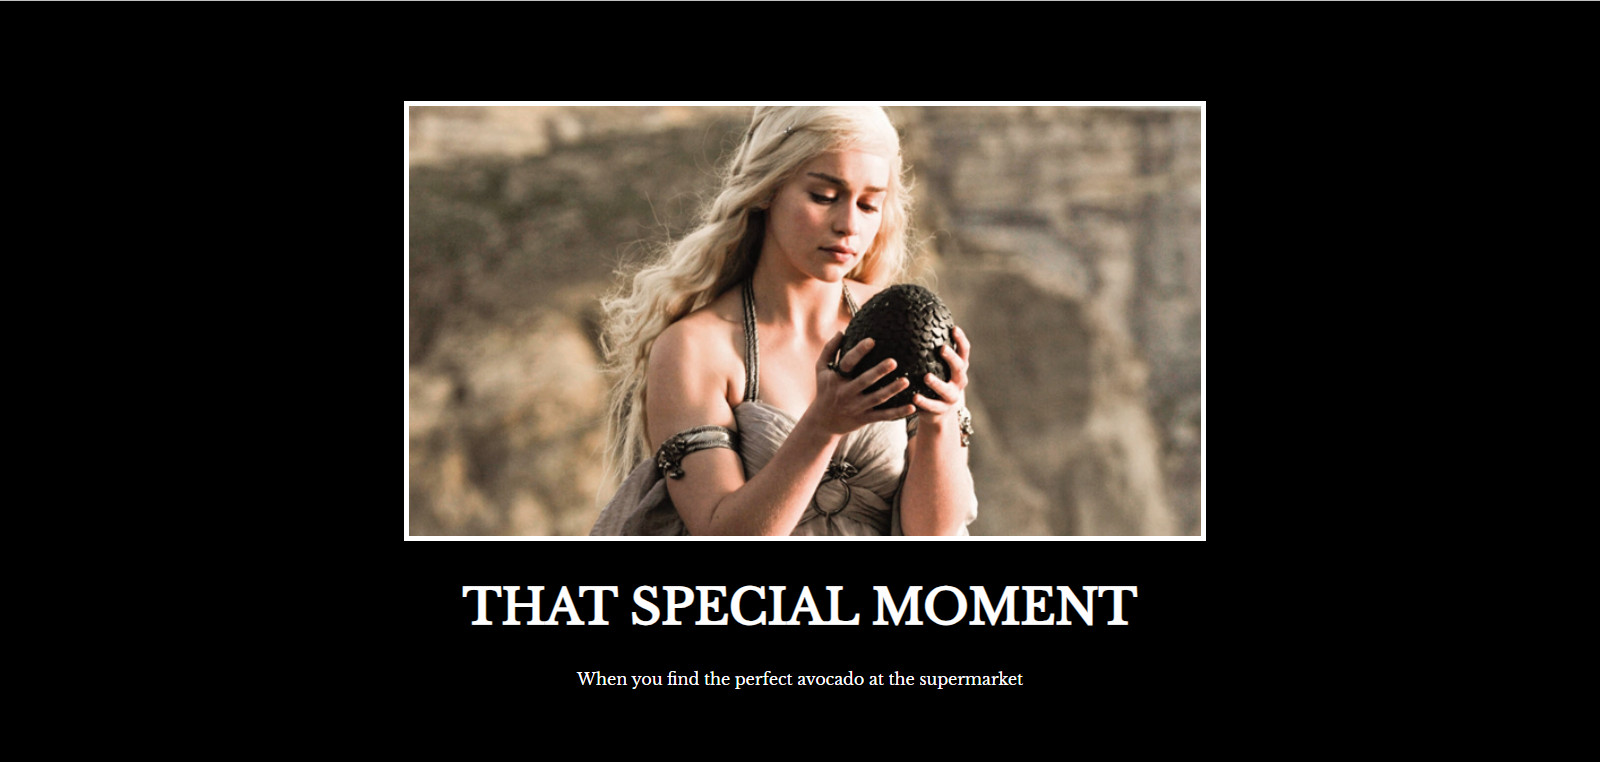 THAT SPECIAL MOMENT
When you find the perfect avocado at the supermarket